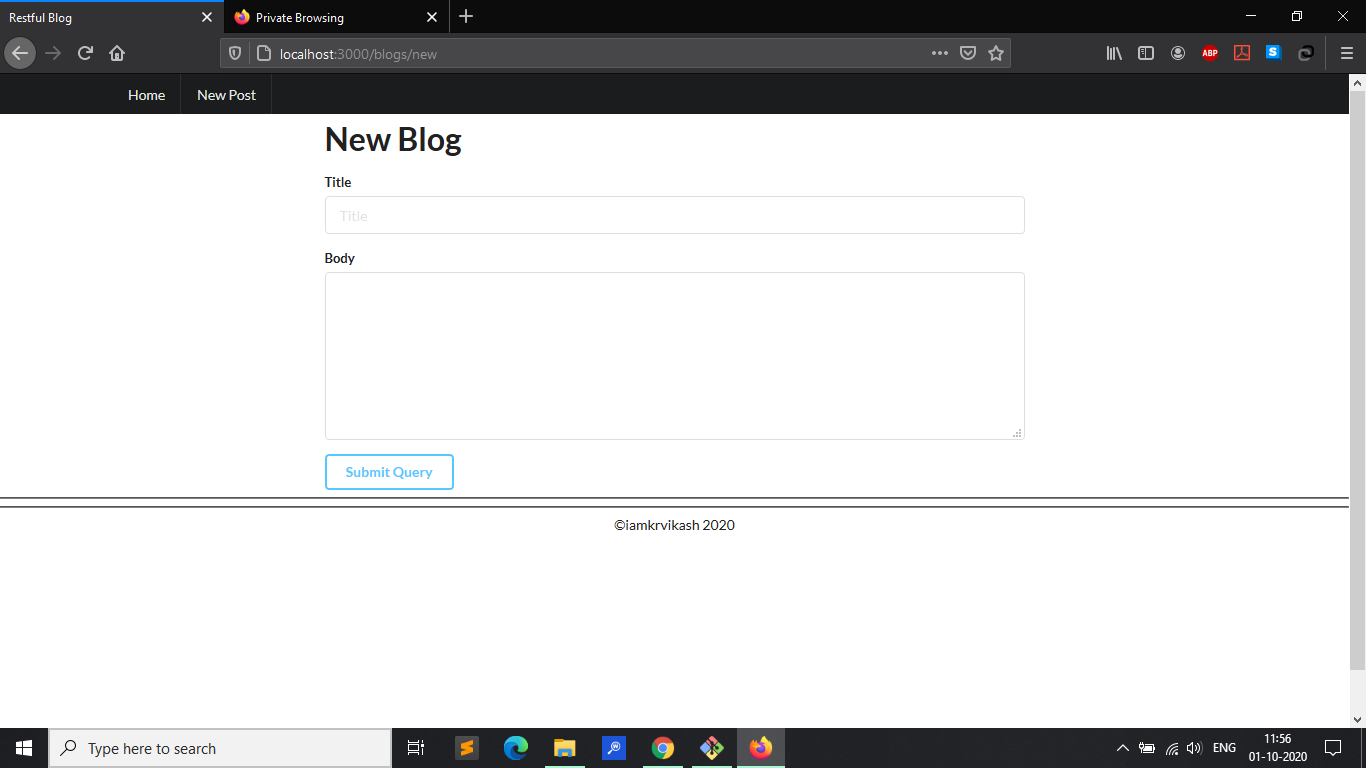 Restful Blog
Private Browsing
localhost:3000/blogs/new
ABP
S
Home
New Post
New Blog
Title
Title
Body
Submit Query
©iamkrvikash 2020
Type here to search
ENG
11:56
01-10-2020